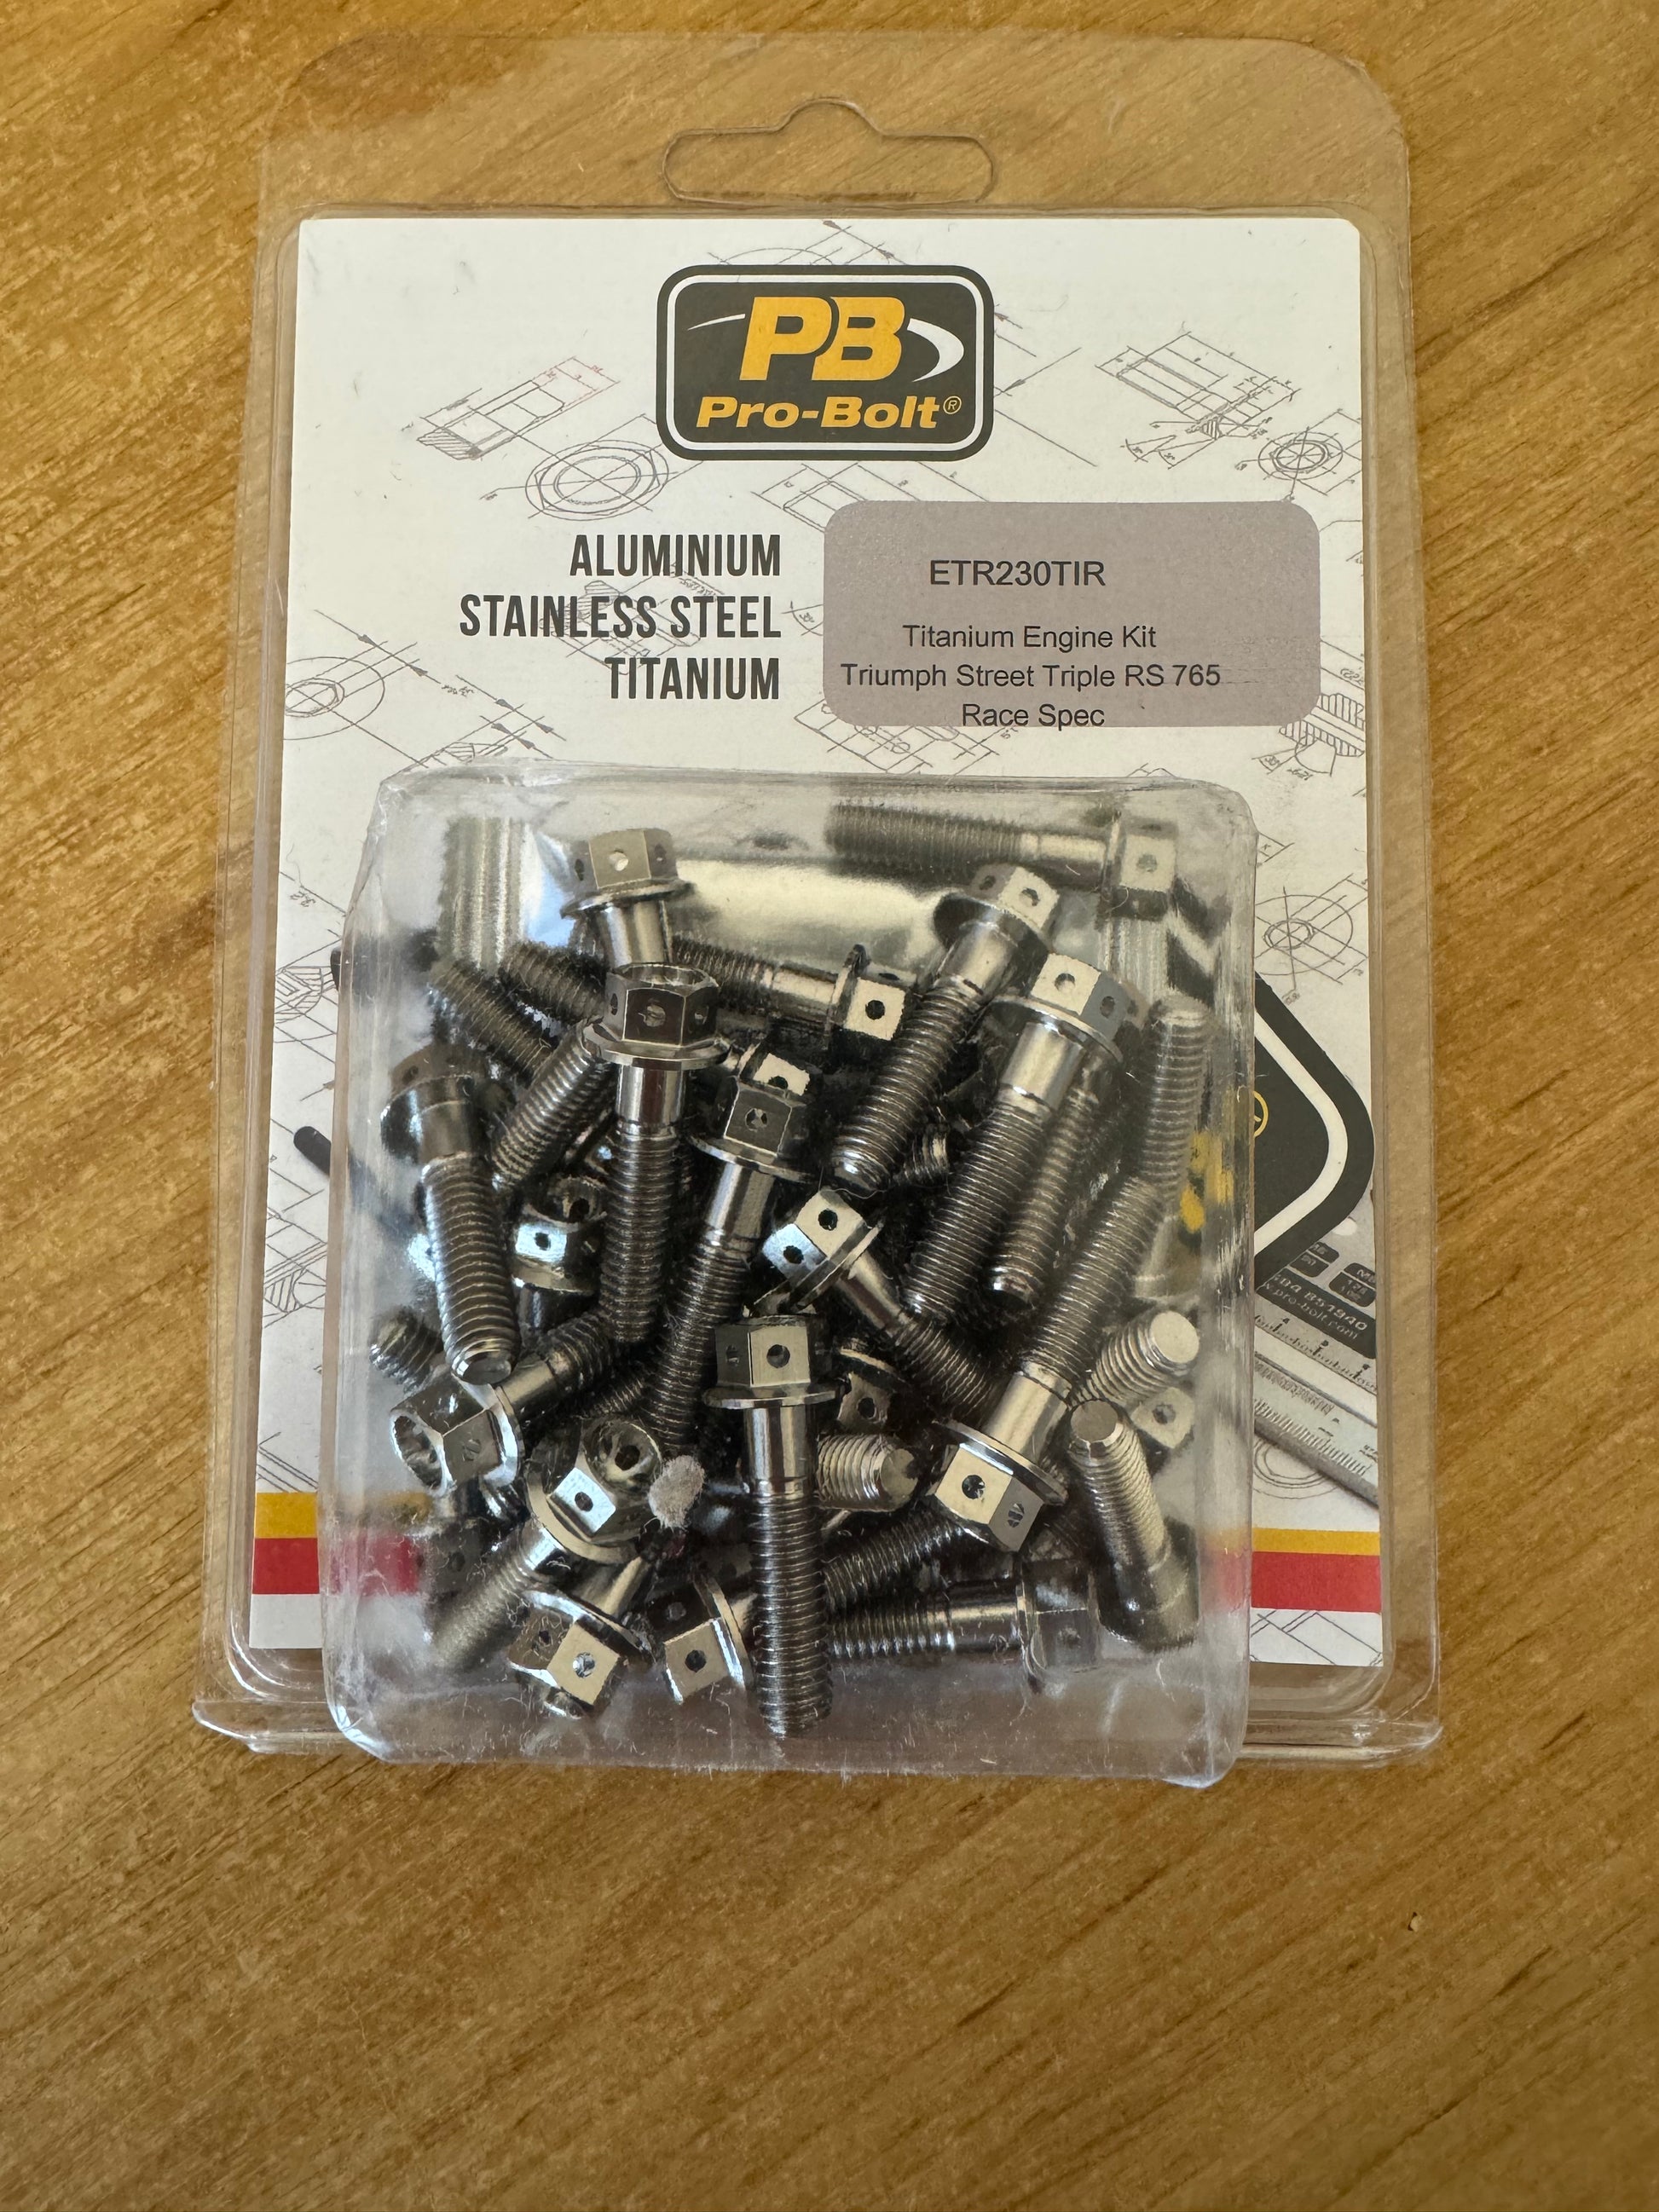 PB
Pro-Bolt®
ALUMINIUM
STAINLESS STEEL
TITANIUM
ETR230TIR
Titanium Engine Kit
Triumph Street Triple RS 765
Race Spec